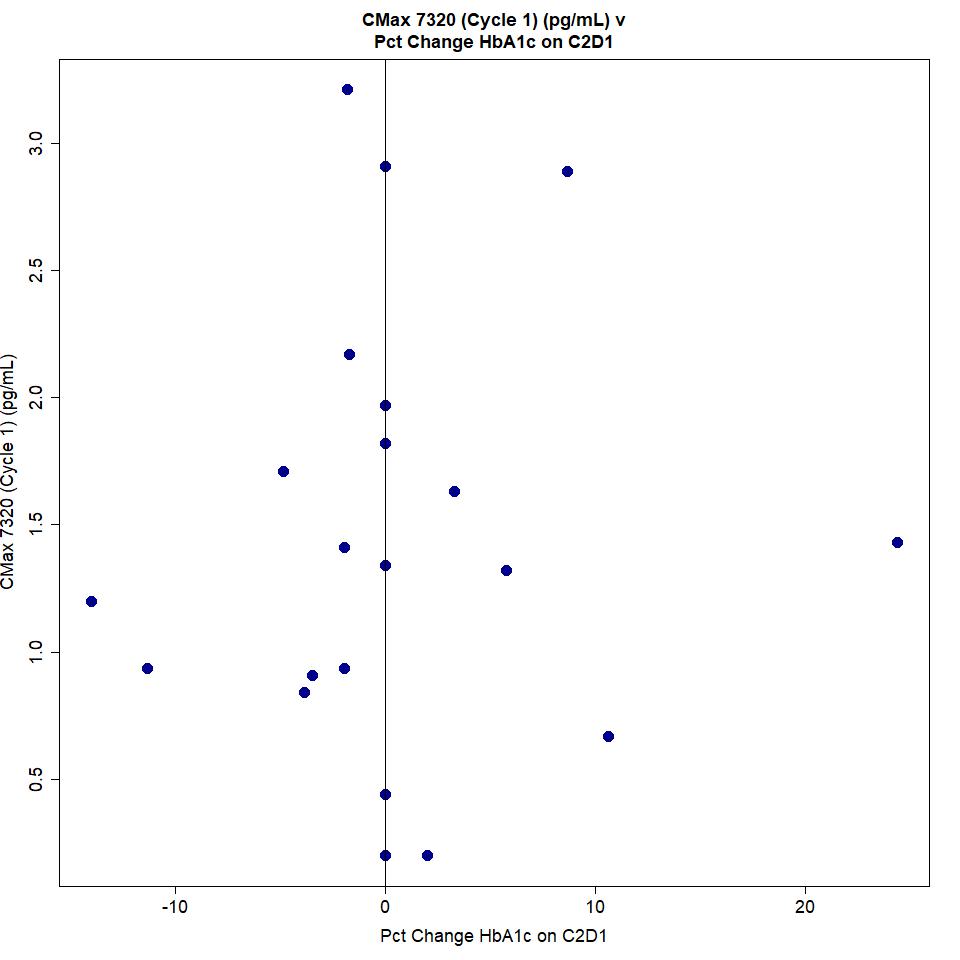 CMax 7320 (Cycle 1) (pg/mL) v
Pct Change HbA1c on C2D1
CMax 7320 (Cycle 1) (pg/mL)
3.0
2.5
2.0
1.5
1.0
0.5
-10
0
10
20
Pct Change HbA1c on C2D1